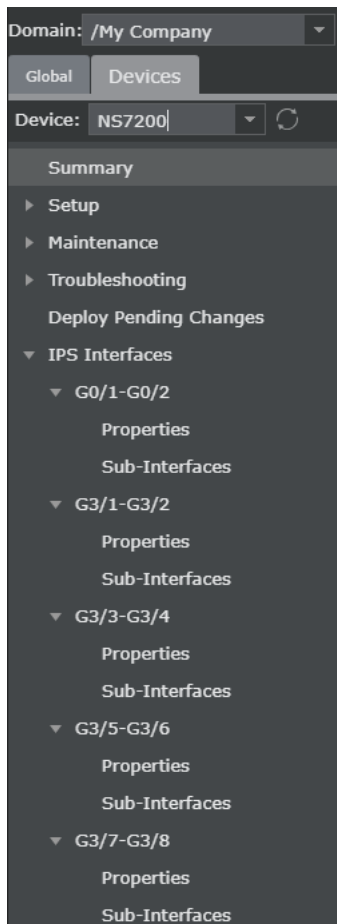 Domain: /My Company
Global Devices
Device: NS7200
Summary
Setup
Maintenance
Troubleshooting
Deploy Pending Changes
IPS Interfaces
G0/1-G0/2
Properties
Sub-Interfaces
G3/1-G3/2
Properties
Sub-Interfaces
G3/3-G3/4
Properties
Sub-Interfaces
G3/5-G3/6
Properties
Sub-Interfaces
G3/7-G3/8
Properties
Sub-Interfaces